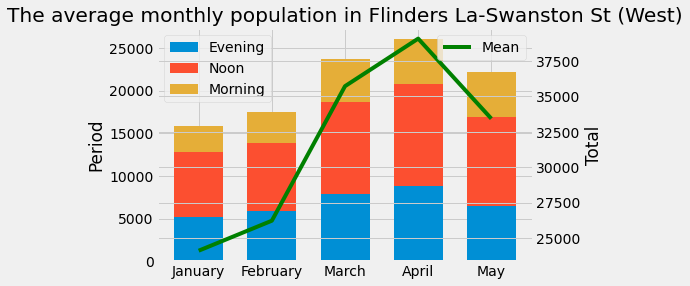 The average monthly population in Flinders La-Swanston St (West)
Evening
Noon
Morning
Mean
25000
20000
15000
10000
5000
0
Period
37500
35000
32500
30000
27500
25000
Total
January February March April May